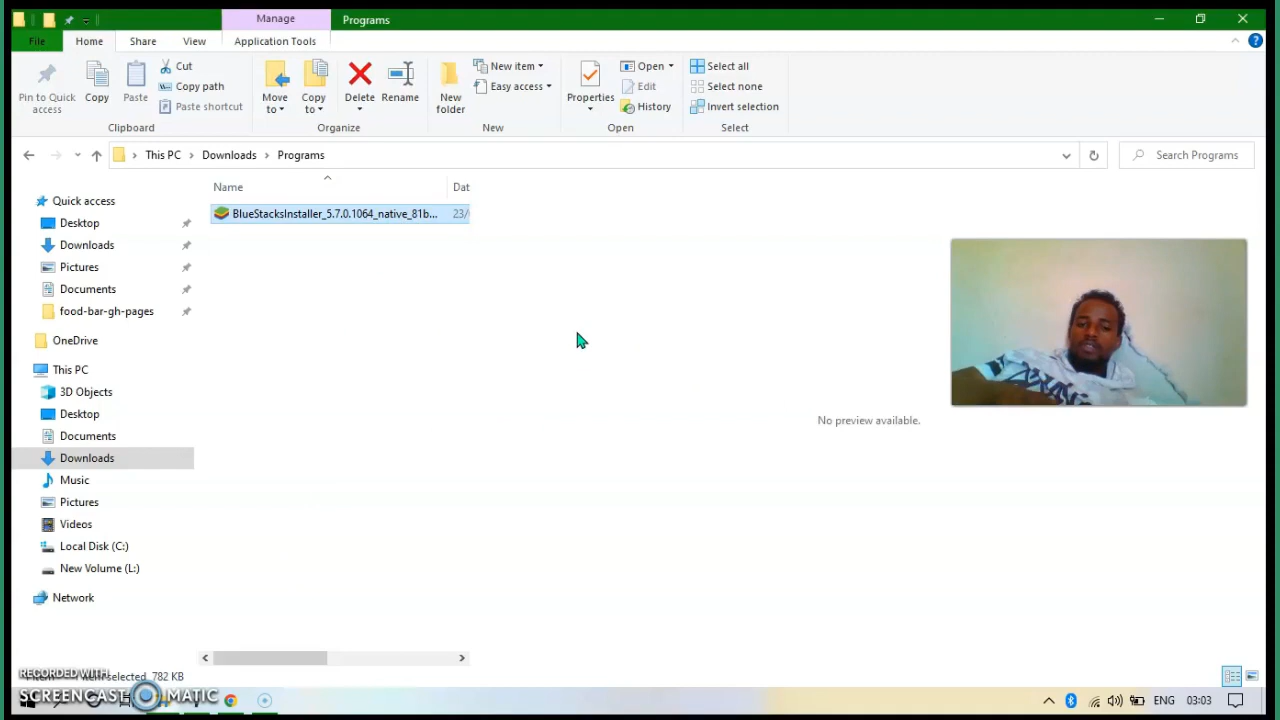 Manage
Programs
File
Home
Share
View
Application Tools
Pin to Quick access
Copy
Paste
Cut
Copy path
Paste shortcut
Clipboard
Move to
Copy to
Delete
Rename
Organize
New folder
New item
Easy access
New
Properties
Open
Edit
History
Open
Select all
Select none
Invert selection
Select
This PC > Downloads > Programs
Search Programs
Name
Dat
BlueStacksInstaller_5.7.0.1064_native_81b...
23/
Quick access
Desktop
Downloads
Pictures
Documents
food-bar-gh-pages
OneDrive
This PC
3D Objects
Desktop
Documents
Downloads
Music
Pictures
Videos
Local Disk (C:)
New Volume (L:)
Network
No preview available.
selected, 782 KB
RECORDED WITH
SCREENCAST MATIC
ENG
03:03